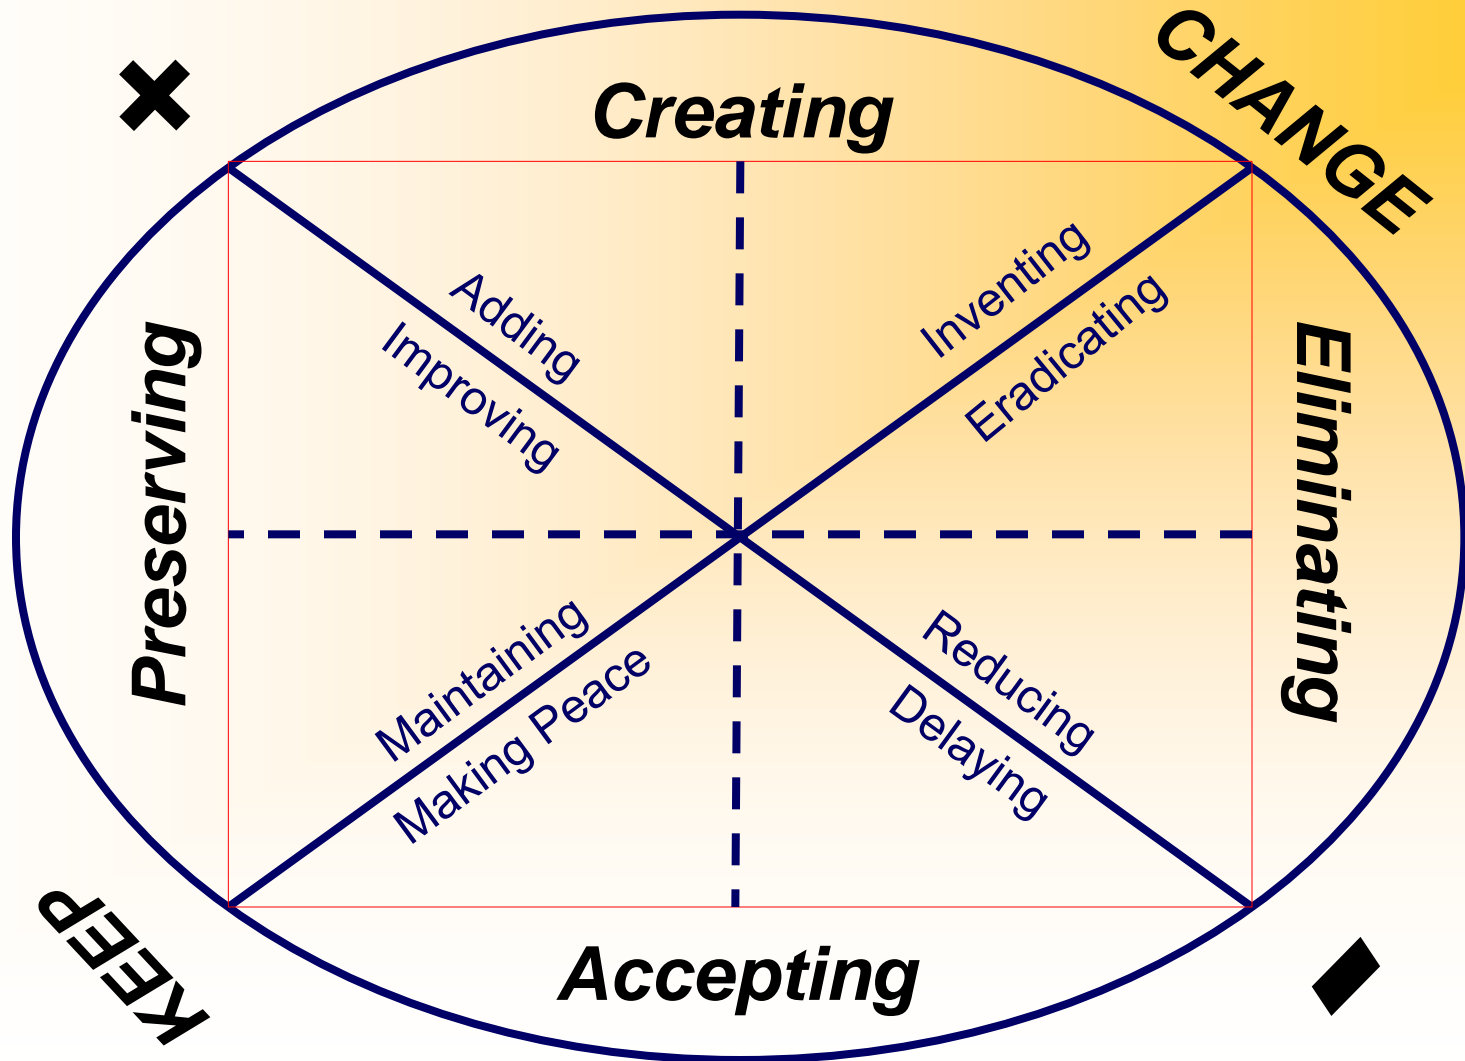 CHANGE
Creating
Adding
Improving
Inventing
Eradicating
Preserving
Eliminating
Maintaining
Making Peace
Reducing
Delaying
Accepting
KEEP